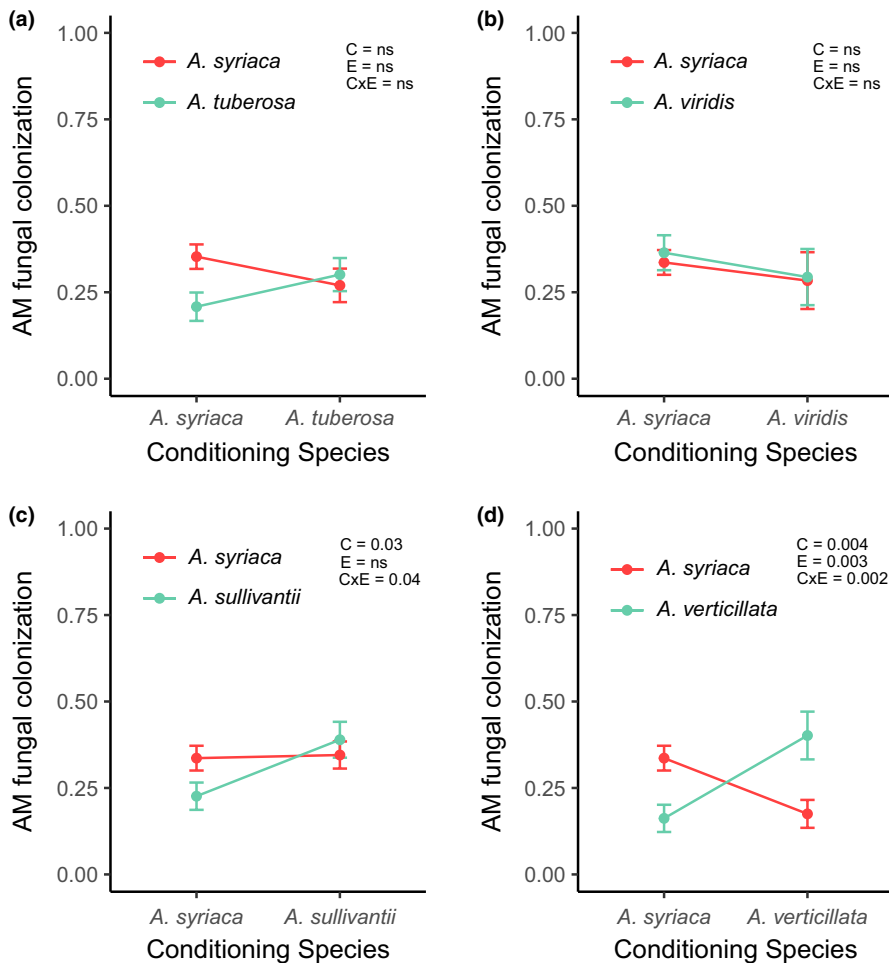 (a)
AM fungal colonization
1.00
0.75
0.50
0.25
0.00
A. syriaca
A. tuberosa
C = ns
E = ns
CxE = ns
A. syriaca A. tuberosa
Conditioning Species
(b)
AM fungal colonization
1.00
0.75
0.50
0.25
0.00
A. syriaca
A. viridis
C = ns
E = ns
CxE = ns
A. syriaca A. viridis
Conditioning Species
(c)
AM fungal colonization
1.00
0.75
0.50
0.25
0.00
A. syriaca
A. sullivantii
C = 0.03
E = ns
CxE = 0.04
A. syriaca A. sullivantii
Conditioning Species
(d)
AM fungal colonization
1.00
0.75
0.50
0.25
0.00
A. syriaca
A. verticillata
C = 0.004
E = 0.003
CxE = 0.002
A. syriaca A. verticillata
Conditioning Species